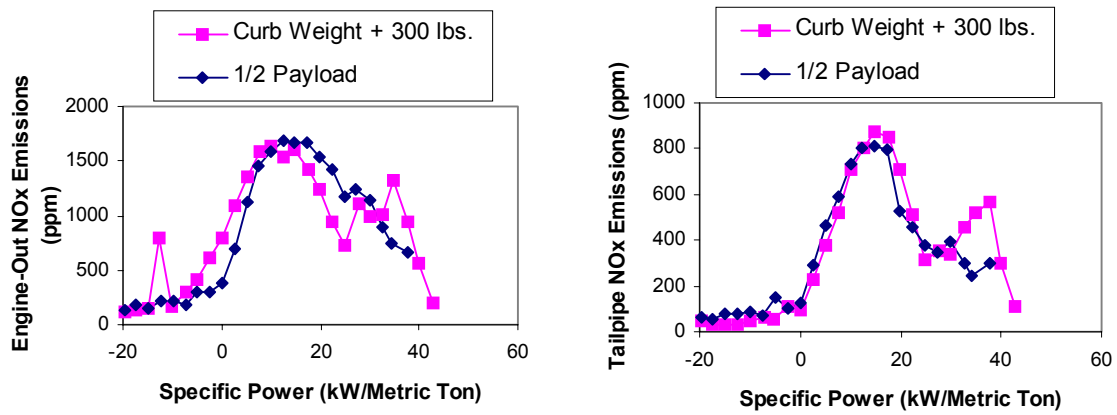 Curb Weight + 300 lbs.
1/2 Payload
Engine-Out NOx Emissions
(ppm)
2000
1500
1000
500
0
-20
0
20
40
60
Specific Power (kW/Metric Ton)
Curb Weight + 300 lbs.
1/2 Payload
Tailpipe NOx Emissions (ppm)
1000
800
600
400
200
0
-20
0
20
40
60
Specific Power (kW/Metric Ton)